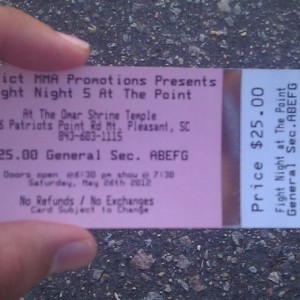 ict MMA Promotions Presents
ght Night 5 At The Point
At The Omar Shrine Temple
Patriots Point Rd Mt. Pleasant, SC
843-603-1115
25.00 General Sec. ABEFG
Doors open @6:30 pm show @ 7:30
Saturday, May 26th 2012
No Refunds / No Exchanges
Card Subject to Change
Price $25.00
Fight Night at The Point
General Sec. ABEFG